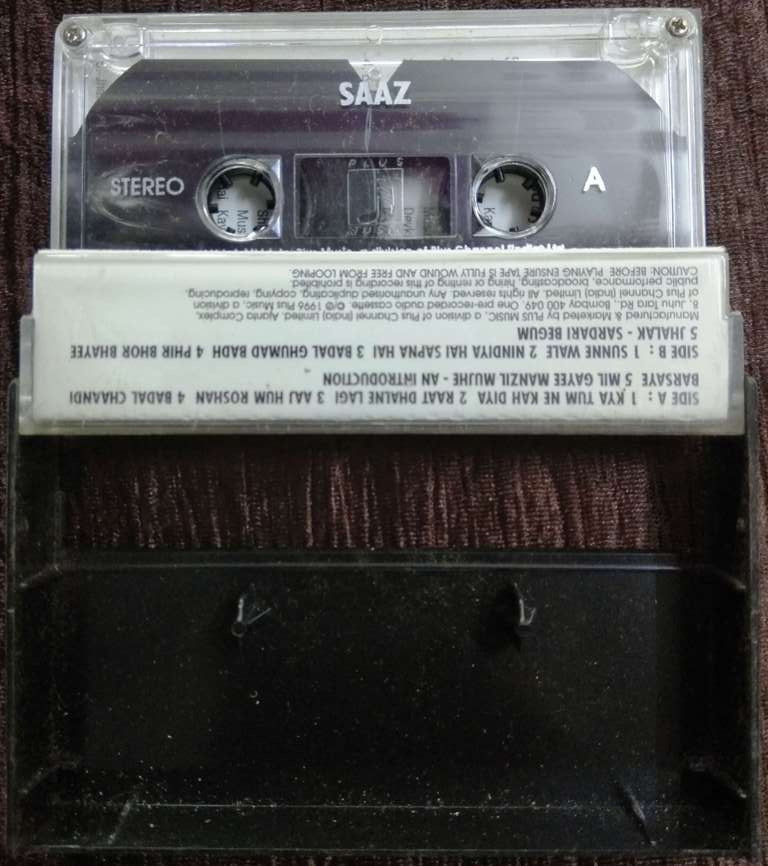 SAAZ
STEREO
A
PLUS
SIDE A : 1 KYA TUM NE KAH DIYA 2 RAAT DHALNE LAGI 3 AAJ HUM ROSHAN 4 BADAL CHAANDI
BARSAYE 5 MIL GAYEE MANZIL MUJHE - AN INTRODUCTION
SIDE B : 1 SUNNE WALE 2 NINDIYA HAI SAPNA HAI 3 BADAL GHUMAD BADH 4 PHIR BHOR BHAYEE
5 JHALAK - SARDARI BEGUM
Manufactured & Marketed by PLUS MUSIC, a division of Plus Channel (India) Limited, Ajanta Complex,
8, Juhu Tara Rd., Bombay 400 049. One pre-recorded audio cassette ℗/© 1996 Plus Music, a division
of Plus Channel (India) Limited. All rights reserved. Any unauthorised duplicating, copying, reproducing,
public performance, broadcasting, hiring or renting of this recording is prohibited.
CAUTION: BEFORE PLAYING ENSURE TAPE IS FULLY WOUND AND FREE FROM LOOPING